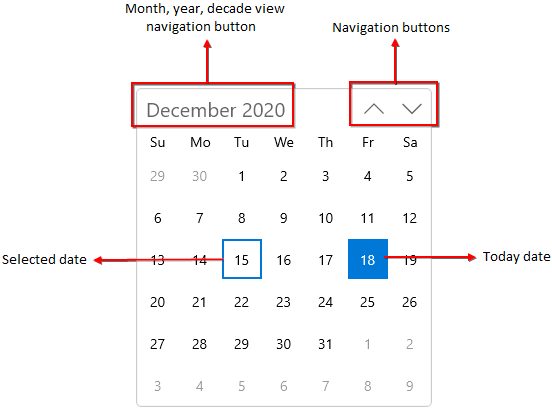 Month, year, decade view
navigation button
Navigation buttons
December 2020
Su Mo Tu We Th Fr Sa
29 30 1 2 3 4 5
6 7 8 9 10 11 12
Selected date
13 14 15 16 17 18 19
Today date
20 21 22 23 24 25 26
27 28 29 30 31 1 2
3 4 5 6 7 8 9